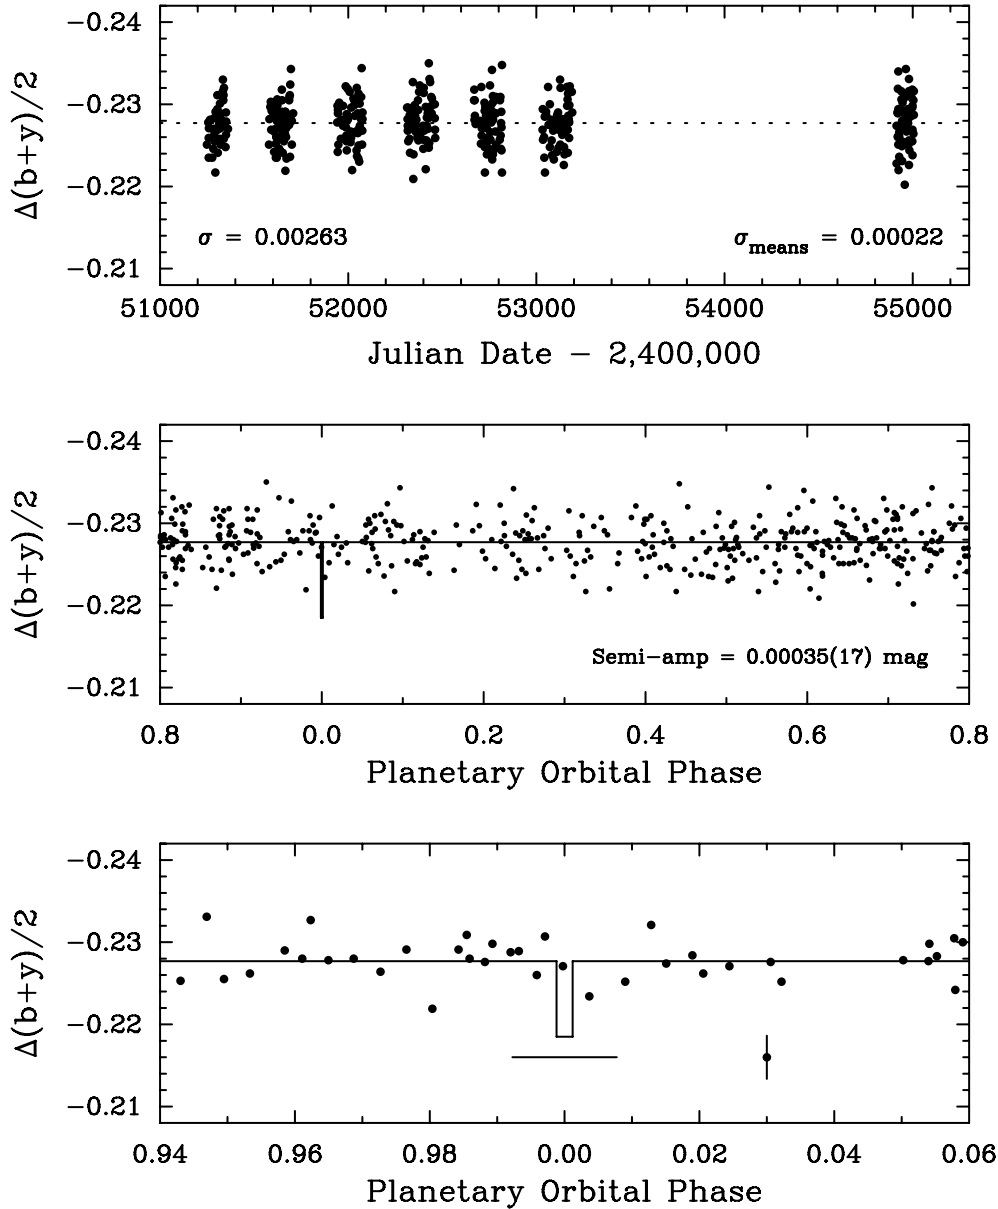 −0.24
−0.23
−0.22
−0.21
Δ(b+y)/2
σ = 0.00263
σmeans = 0.00022
51000 52000 53000 54000 55000
Julian Date − 2,400,000
−0.24
−0.23
−0.22
−0.21
Δ(b+y)/2
Semi−amp = 0.00035(17) mag
0.8 0.0 0.2 0.4 0.6 0.8
Planetary Orbital Phase
−0.24
−0.23
−0.22
−0.21
Δ(b+y)/2
0.94 0.96 0.98 0.00 0.02 0.04 0.06
Planetary Orbital Phase